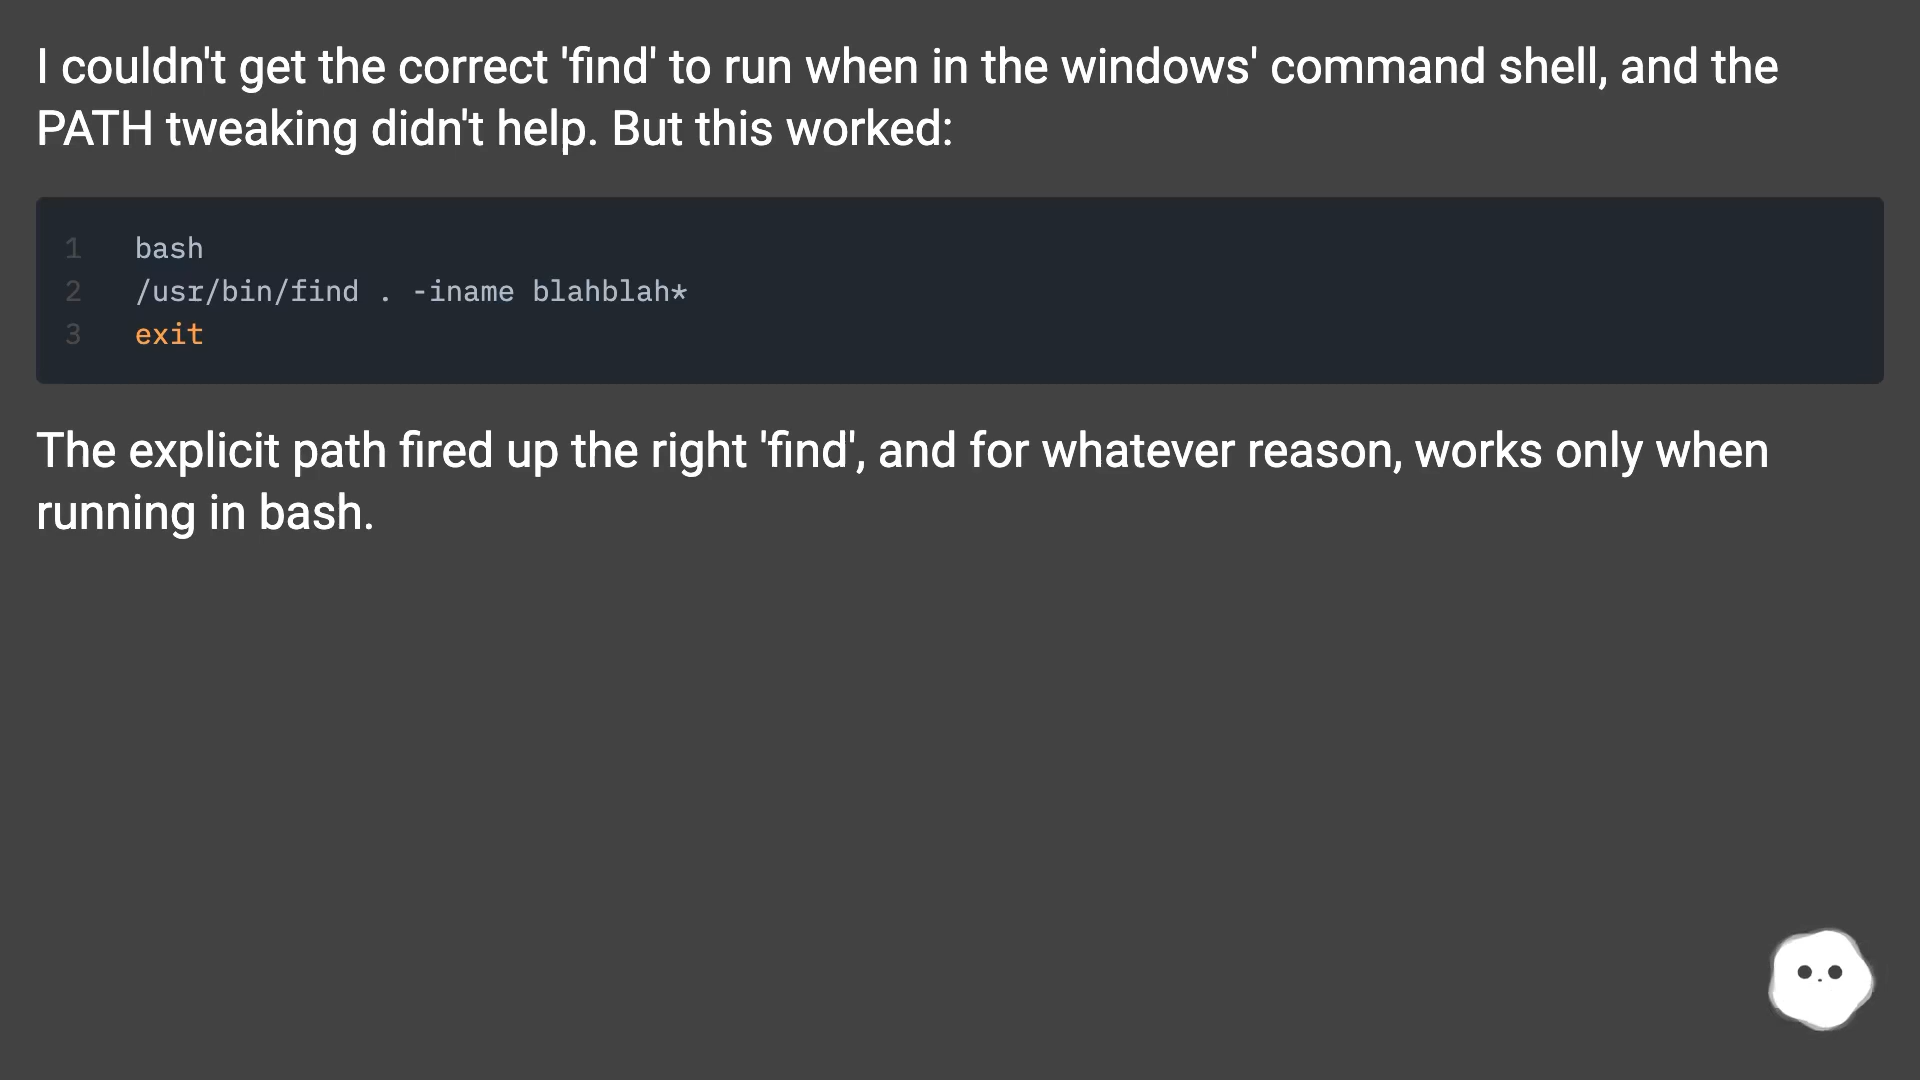 I couldn't get the correct 'find' to run when in the windows' command shell, and the
PATH tweaking didn't help. But this worked:
1 bash
2 /usr/bin/find . -iname blahblah*
3 exit
The explicit path fired up the right 'find', and for whatever reason, works only when
running in bash.